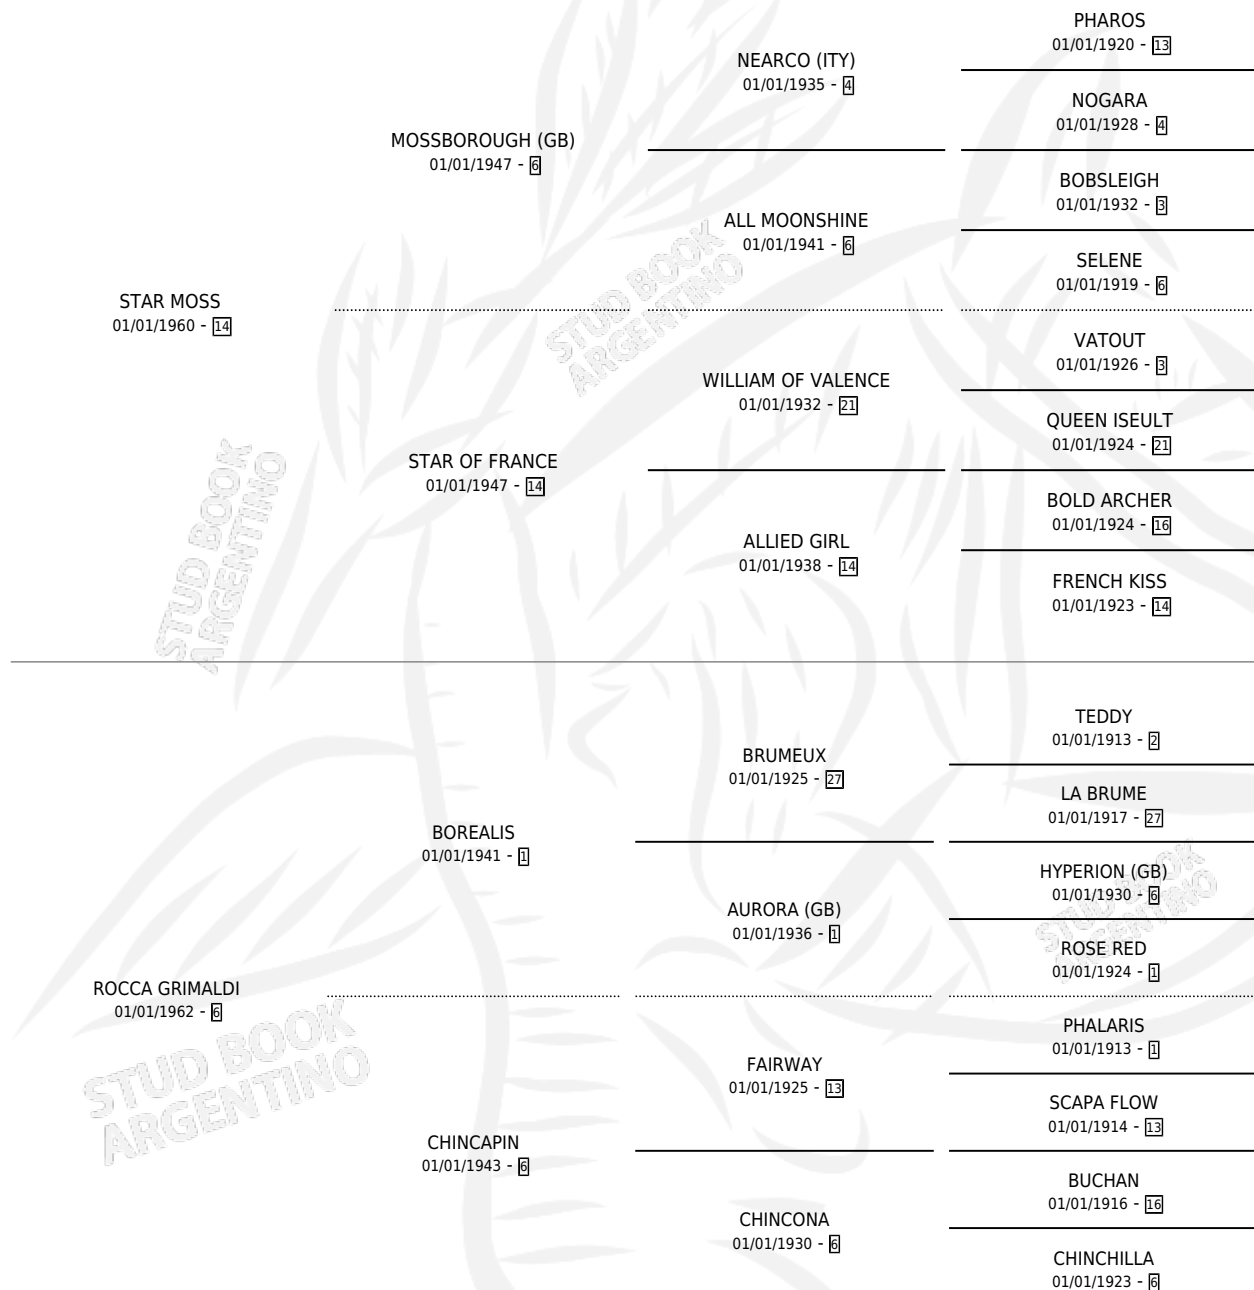 PHAROS
01/01/1920 - 13
NEARCO (ITY)
01/01/1935 - 4
NOGARA
01/01/1928 - 4
MOSSBOROUGH (GB)
01/01/1947 - 6
BOBSLEIGH
01/01/1932 - 3
ALL MOONSHINE
01/01/1941 - 6
SELENE
01/01/1919 - 6
STAR MOSS
01/01/1960 - 14
VATOUT
01/01/1926 - 3
WILLIAM OF VALENCE
01/01/1932 - 21
QUEEN ISEULT
01/01/1924 - 21
STAR OF FRANCE
01/01/1947 - 14
BOLD ARCHER
01/01/1924 - 16
ALLIED GIRL
01/01/1938 - 14
FRENCH KISS
01/01/1923 - 14
TEDDY
01/01/1913 - 2
BRUMEUX
01/01/1925 - 27
LA BRUME
01/01/1917 - 27
BOREALIS
01/01/1941 - 1
HYPERION (GB)
01/01/1930 - 6
AURORA (GB)
01/01/1936 - 1
ROSE RED
01/01/1924 - 1
ROCCA GRIMALDI
01/01/1962 - 6
PHALARIS
01/01/1913 - 1
FAIRWAY
01/01/1925 - 13
SCAPA FLOW
01/01/1914 - 13
CHINCAPIN
01/01/1943 - 6
BUCHAN
01/01/1916 - 16
CHINCONA
01/01/1930 - 6
CHINCHILLA
01/01/1923 - 6
STUD BOOK
ARGENTINO
STUD BOOK
ARGENTINO
STUD BOOK
ARGENTINO
STUD BOOK
ARGENTINO